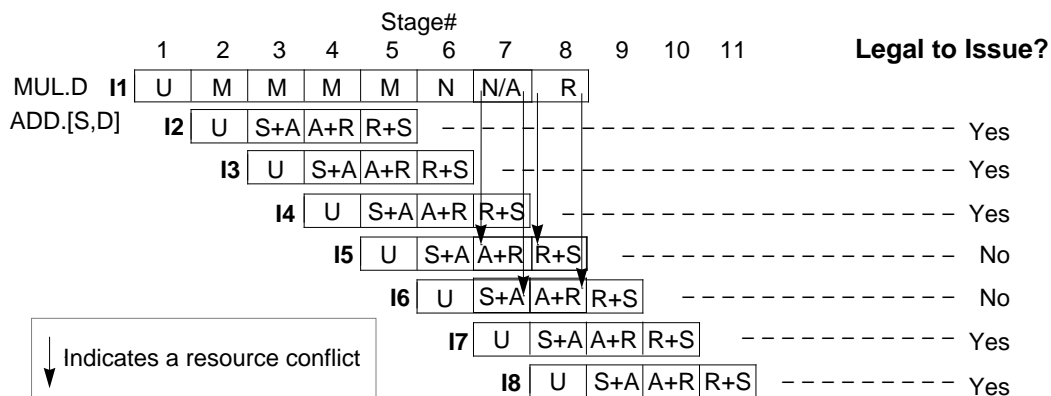 Stage#
1 2 3 4 5 6 7 8 9 10 11 Legal to Issue?
MUL.D I1 U M M M M N N/A R
ADD.[S,D] I2 U S+A A+R R+S Yes
I3 U S+A A+R R+S Yes
I4 U S+A A+R R+S Yes
I5 U S+A A+R R+S No
I6 U S+A A+R R+S No
I7 U S+A A+R R+S Yes
Indicates a resource conflict
I8 U S+A A+R R+S Yes